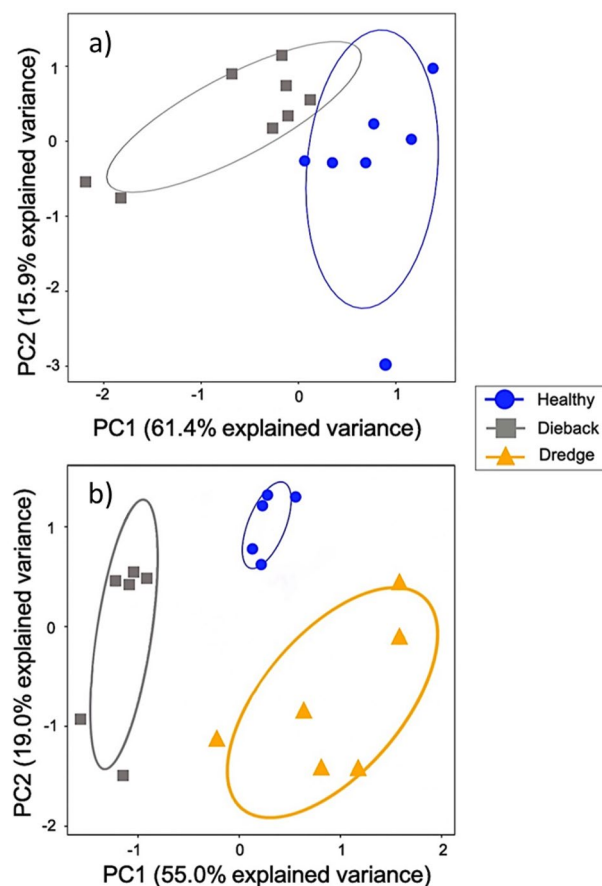 a)
1
0
-1
-2
-3
PC2 (15.9% explained variance)
-2
-1
0
1
PC1 (61.4% explained variance)
Healthy
Dieback
Dredge
b)
1
0
-1
-2
PC2 (19.0% explained variance)
-1
0
1
2
PC1 (55.0% explained variance)